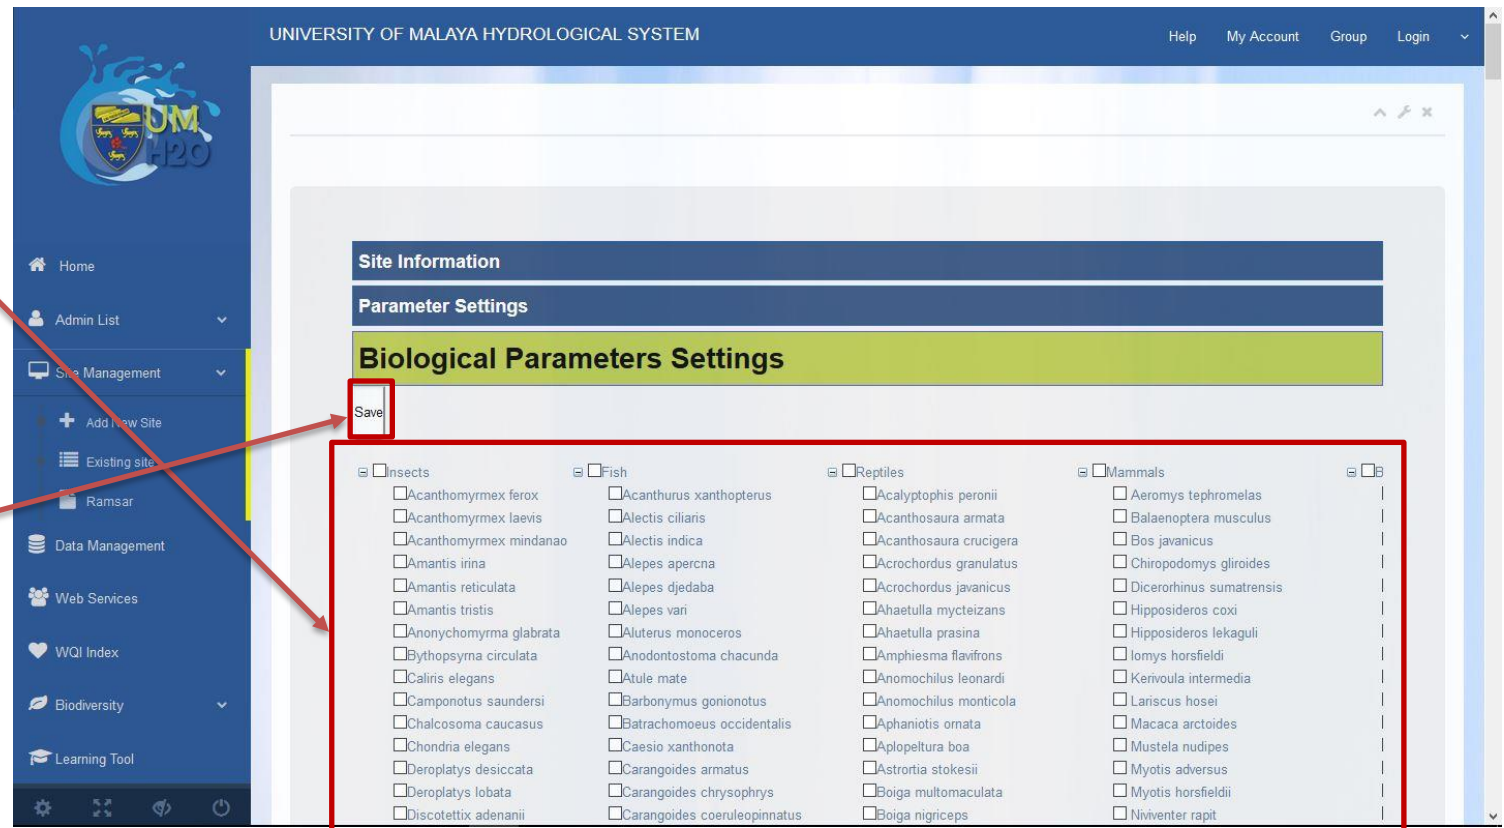 UNIVERSITY OF MALAYA HYDROLOGICAL SYSTEM
Help My Account Group Login
UM
H2O
Home
Admin List
Site Management
Add New Site
Existing site
Ramsar
Data Management
Web Services
WQI Index
Biodiversity
Learning Tool
Site Information
Parameter Settings
Biological Parameters Settings
Save
Insects
Acanthomyrmex ferox
Acanthomyrmex laevis
Acanthomyrmex mindanao
Amantis irina
Amantis reticulata
Amantis tristis
Anonychomyrma glabrata
Bythopsyrna circulata
Caliris elegans
Camponotus saundersi
Chalcosoma caucasus
Chondria elegans
Deroplatys desiccata
Deroplatys lobata
Discotettix adenanii
Fish
Acanthurus xanthopterus
Alectis ciliaris
Alectis indica
Alepes apercna
Alepes djedaba
Alepes vari
Aluterus monoceros
Anodontostoma chacunda
Atule mate
Barbonymus gonionotus
Batrachomoeus occidentalis
Caesio xanthonota
Carangoides armatus
Carangoides chrysophrys
Carangoides coeruleopinnatus
Reptiles
Acalyptophis peronii
Acanthosaura armata
Acanthosaura crucigera
Acrochordus granulatus
Acrochordus javanicus
Ahaetulla mycteizans
Ahaetulla prasina
Amphiesma flavifrons
Anomochilus leonardi
Anomochilus monticola
Aphaniotis ornata
Aplopeltura boa
Astrortia stokesii
Boiga multomaculata
Boiga nigriceps
Mammals
Aeromys tephromelas
Balaenoptera musculus
Bos javanicus
Chiropodomys gliroides
Dicerorhinus sumatrensis
Hipposideros coxi
Hipposideros lekaguli
Iomys horsfieldi
Kerivoula intermedia
Lariscus hosei
Macaca arctoides
Mustela nudipes
Myotis adversus
Myotis horsfieldii
Niviventer rapit
B